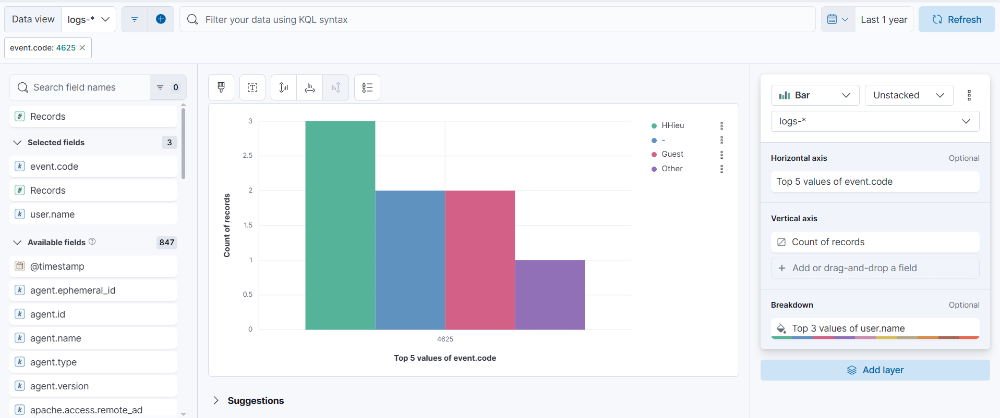 Data view
logs-*
Filter your data using KQL syntax
Last 1 year
Refresh
event.code: 4625
Search field names
0
Records
Selected fields
3
event.code
Records
user.name
Available fields
847
@timestamp
agent.ephemeral_id
agent.id
agent.name
agent.type
agent.version
apache.access.remote_ad
3
2.5
2
1.5
1
0.5
0
Count of records
4625
Top 5 values of event.code
HHieu
-
Guest
Other
Suggestions
Bar
Unstacked
logs-*
Horizontal axis
Optional
Top 5 values of event.code
Vertical axis
Count of records
Add or drag-and-drop a field
Breakdown
Optional
Top 3 values of user.name
Add layer